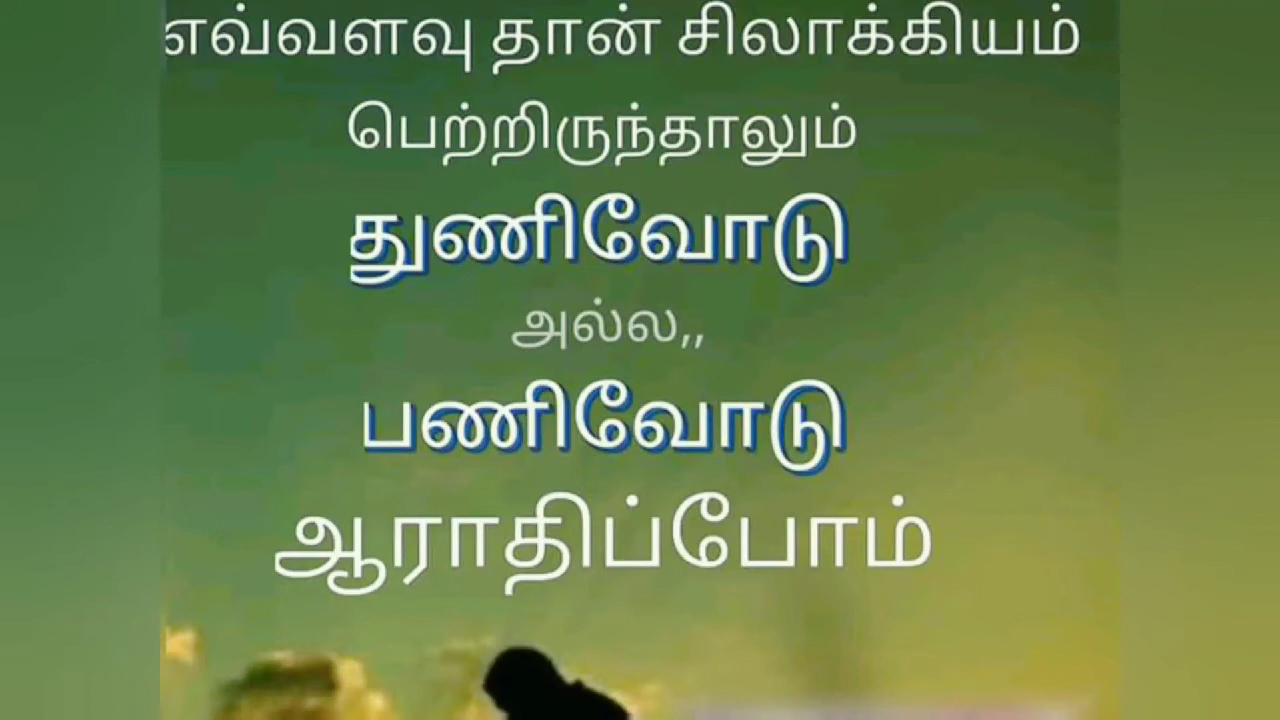 எவ்வளவு தான் சிலாக்கியம்
பெற்றிருந்தாலும்
துணிவோடு
அல்ல,,
பணிவோடு
ஆராதிப்போம்